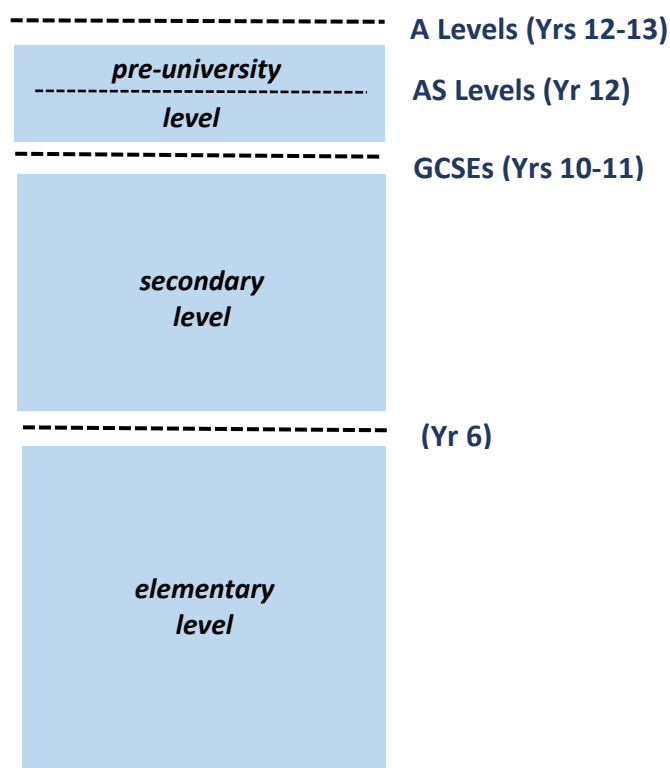 A Levels (Yrs 12-13)
pre-university
AS Levels (Yr 12)
level
GCSEs (Yrs 10-11)
secondary
level
(Yr 6)
elementary
level